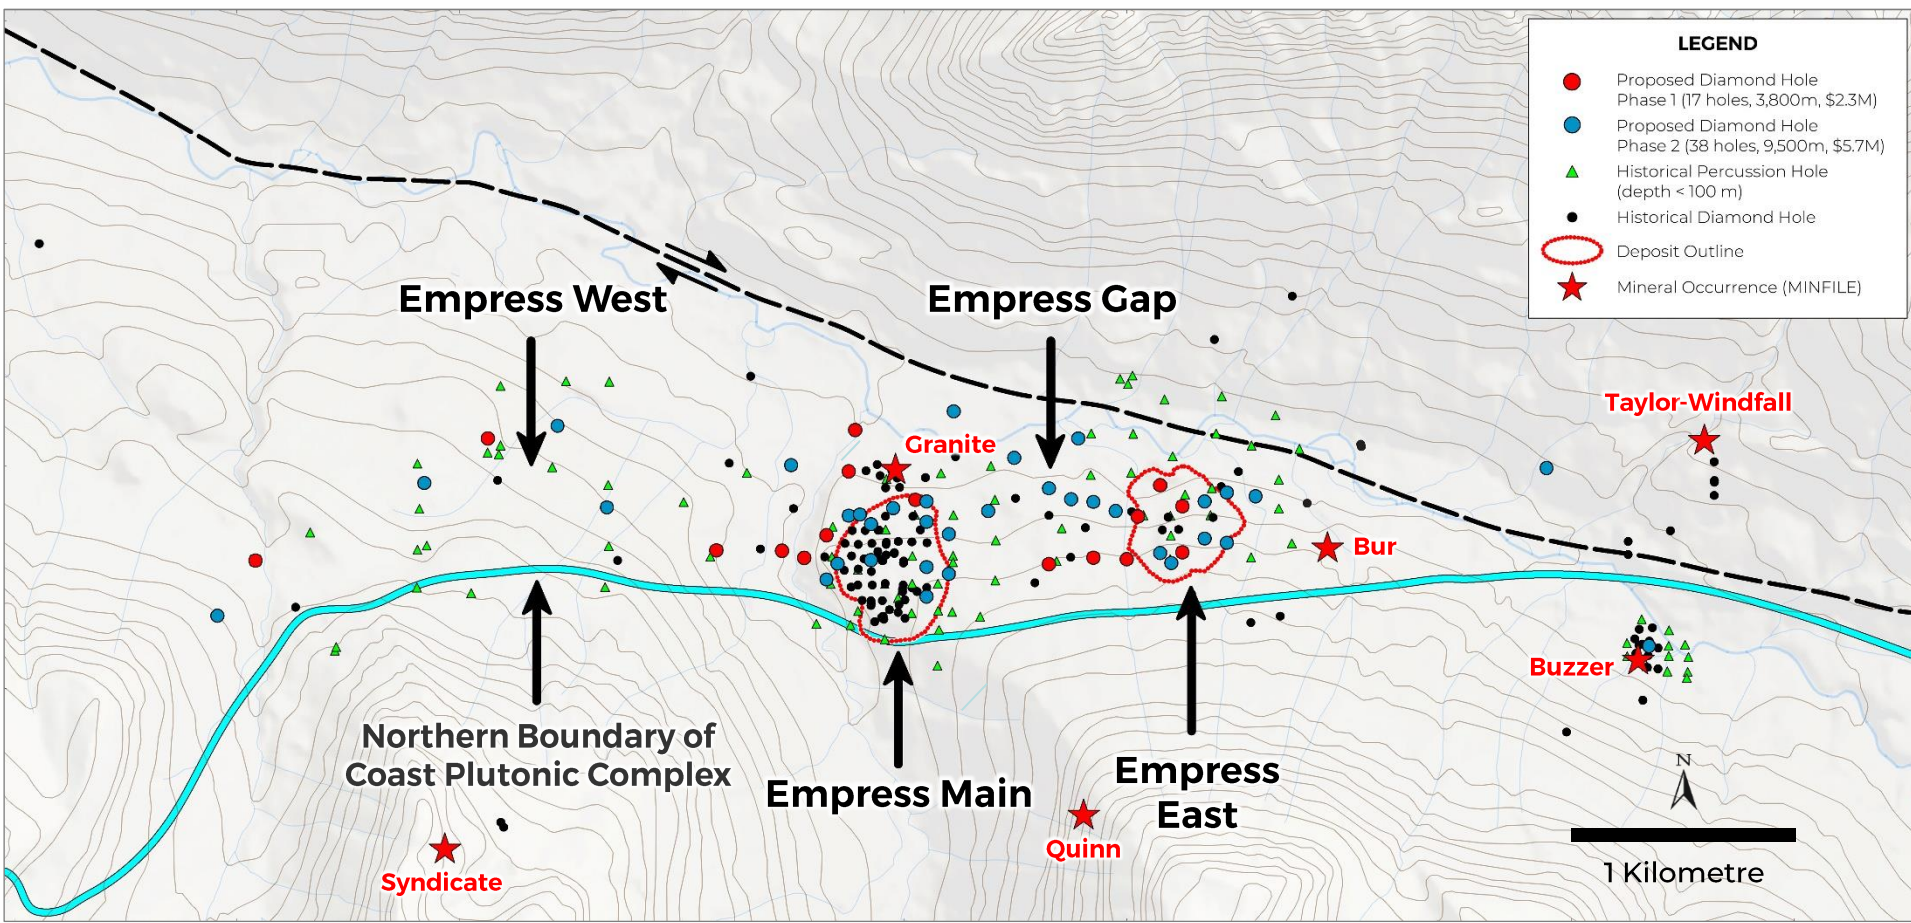 LEGEND
Proposed Diamond Hole
Phase 1 (17 holes, 3,800m, $2.3M)
Proposed Diamond Hole
Phase 2 (38 holes, 9,500m, $5.7M)
Historical Percussion Hole
(depth < 100 m)
Historical Diamond Hole
Deposit Outline
Mineral Occurrence (MINFILE)
Empress West
Empress Gap
Taylor-Windfall
Granite
Bur
Buzzer
Northern Boundary of
Coast Plutonic Complex
Empress Main
Empress
East
Quinn
Syndicate
N
1 Kilometre